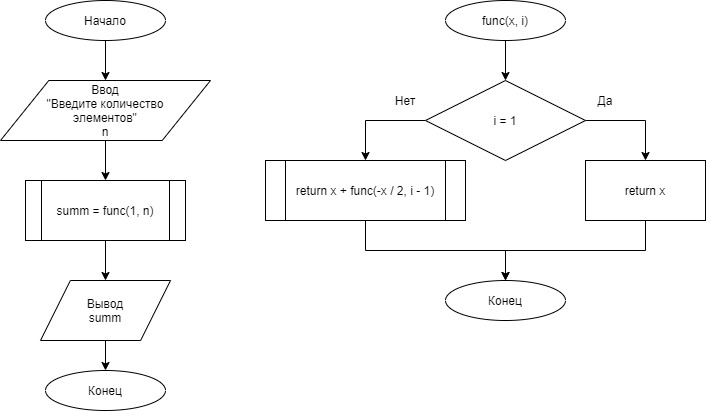 Начало
Ввод
"Введите количество
элементов"
n
summ = func(1, n)
Вывод
summ
Конец
func(x, i)
i = 1
Нет
Да
return x + func(-x / 2, i - 1)
return x
Конец